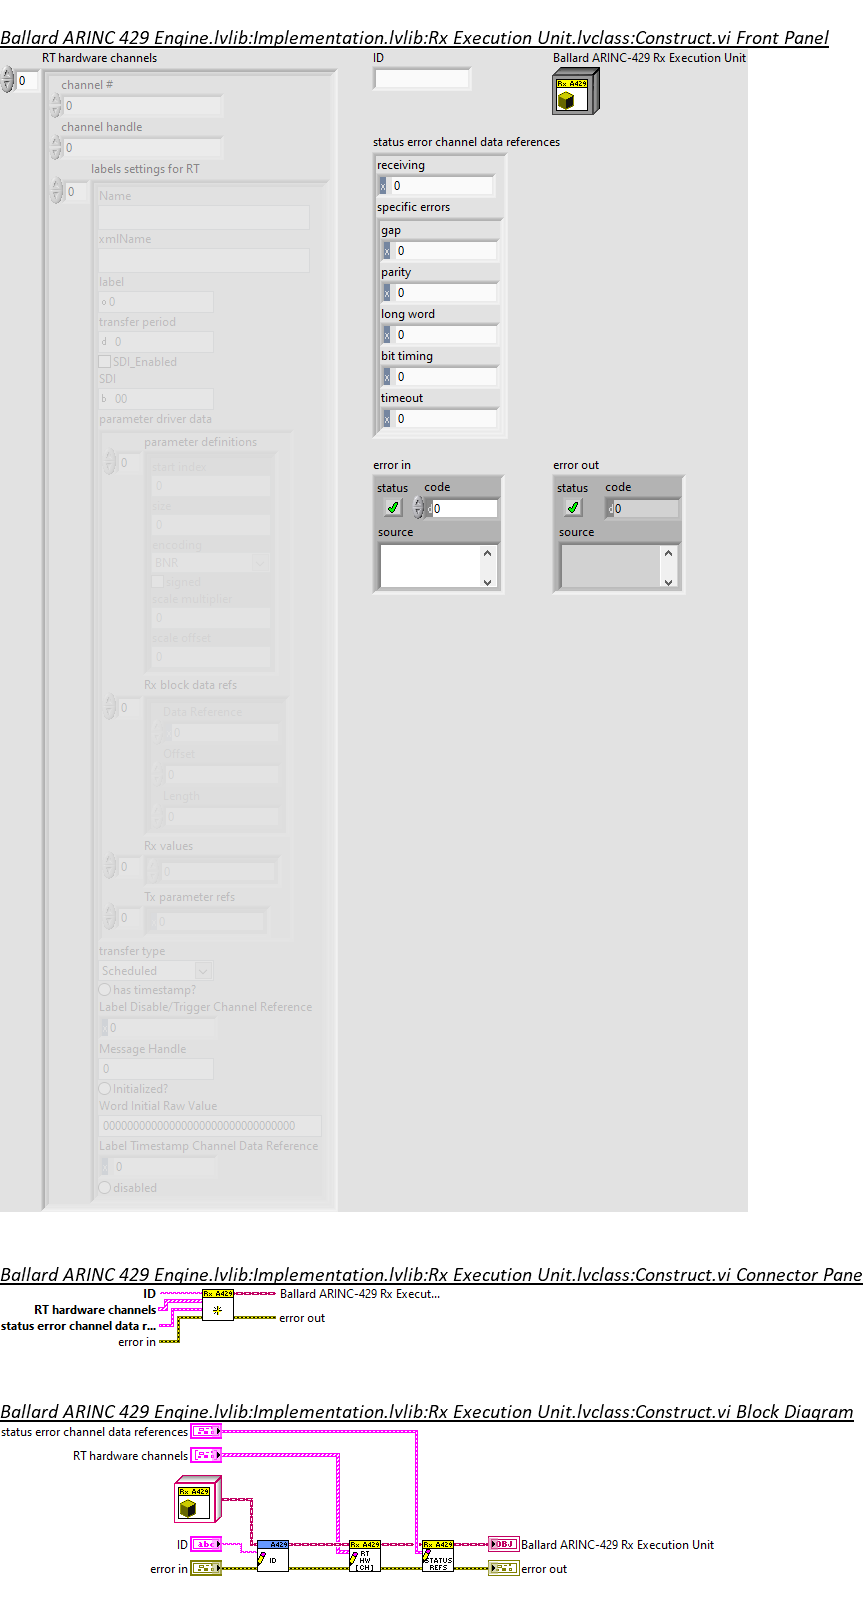 Ballard ARINC 429 Engine.lvlib:Implementation.lvlib:Rx Execution Unit.lvclass:Construct.vi Front Panel
RT hardware channels
0
channel #
0
channel handle
0
labels settings for RT
0
Name
xmlName
label
o 0
transfer period
d 0
SDI_Enabled
SDI
b 00
parameter driver data
parameter definitions
0
start index
0
size
0
encoding
BNR
signed
scale multiplier
0
scale offset
0
Rx block data refs
0
Data Reference
0
Offset
0
Length
0
Rx values
0
0
Tx parameter refs
0
0
transfer type
Scheduled
has timestamp?
Label Disable/Trigger Channel Reference
0
Message Handle
0
Initialized?
Word Initial Raw Value
00000000000000000000000000000000
Label Timestamp Channel Data Reference
x 0
disabled
ID
Ballard ARINC-429 Rx Execution Unit
Rx A429
status error channel data references
receiving
x 0
specific errors
gap
x 0
parity
x 0
long word
x 0
bit timing
x 0
timeout
x 0
error in
status code
d 0
source
error out
status code
d 0
source
Ballard ARINC 429 Engine.lvlib:Implementation.lvlib:Rx Execution Unit.lvclass:Construct.vi Connector Pane
ID
RT hardware channels
status error channel data r...
error in
Rx A429
Ballard ARINC-429 Rx Execut...
error out
Ballard ARINC 429 Engine.lvlib:Implementation.lvlib:Rx Execution Unit.lvclass:Construct.vi Block Diagram
status error channel data references
RT hardware channels
Rx A429
ID
abc
error in
A429
ID
Rx A429
RT
HW
[CH]
Rx A429
STATUS
REFS
OBJ
Ballard ARINC-429 Rx Execution Unit
error out